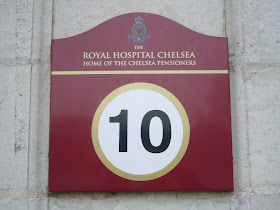 THE
ROYAL HOSPITAL CHELSEA
HOME OF THE CHELSEA PENSIONERS
10